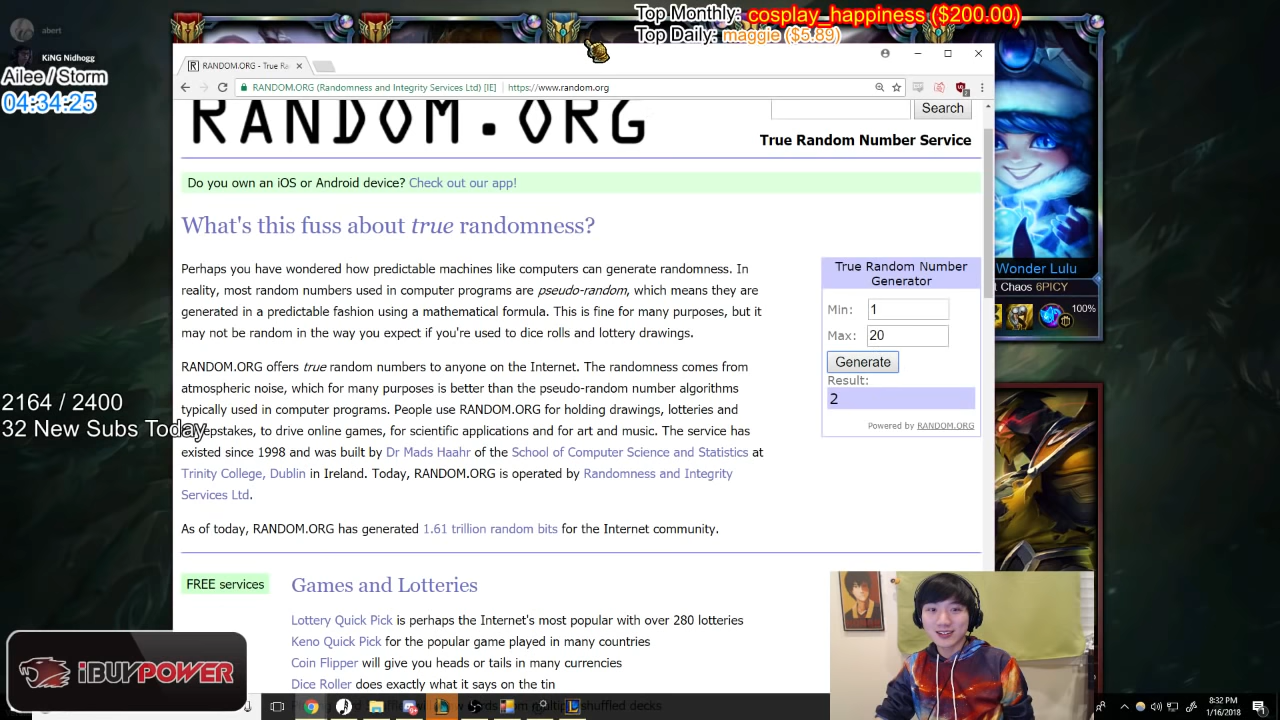 abert
KiNG Nidhogg
Ailee / Storm
04:34:25
Top Monthly: cosplay_happiness ($200.00)
Top Daily: maggie ($5.89)
RANDOM.ORG - True Ra
RANDOM.ORG (Randomness and Integrity Services Ltd) [IE]
https://www.random.org
RANDOM.ORG
Search
True Random Number Service
Do you own an iOS or Android device? Check out our app!
What's this fuss about true randomness?
Perhaps you have wondered how predictable machines like computers can generate randomness. In
reality, most random numbers used in computer programs are pseudo-random, which means they are
generated in a predictable fashion using a mathematical formula. This is fine for many purposes, but it
may not be random in the way you expect if you're used to dice rolls and lottery drawings.
RANDOM.ORG offers true random numbers to anyone on the Internet. The randomness comes from
atmospheric noise, which for many purposes is better than the pseudo-random number algorithms
typically used in computer programs. People use RANDOM.ORG for holding drawings, lotteries and
epstakes, to drive online games, for scientific applications and for art and music. The service has
existed since 1998 and was built by Dr Mads Haahr of the School of Computer Science and Statistics at
Trinity College, Dublin in Ireland. Today, RANDOM.ORG is operated by Randomness and Integrity
Services Ltd.
As of today, RANDOM.ORG has generated 1.61 trillion random bits for the Internet community.
True Random Number
Generator
Min: 1
Max: 20
Generate
Result:
2
Powered by RANDOM.ORG
Wonder Lulu
t Chaos 6PICY
100%
2164 / 2400
32 New Subs Today
FREE services
Games and Lotteries
Lottery Quick Pick is perhaps the Internet's most popular with over 280 lotteries
Keno Quick Pick for the popular game played in many countries
Coin Flipper will give you heads or tails in many currencies
Dice Roller does exactly what it says on the tin
iBUYPOWER
8:32 PM
1/16/2018